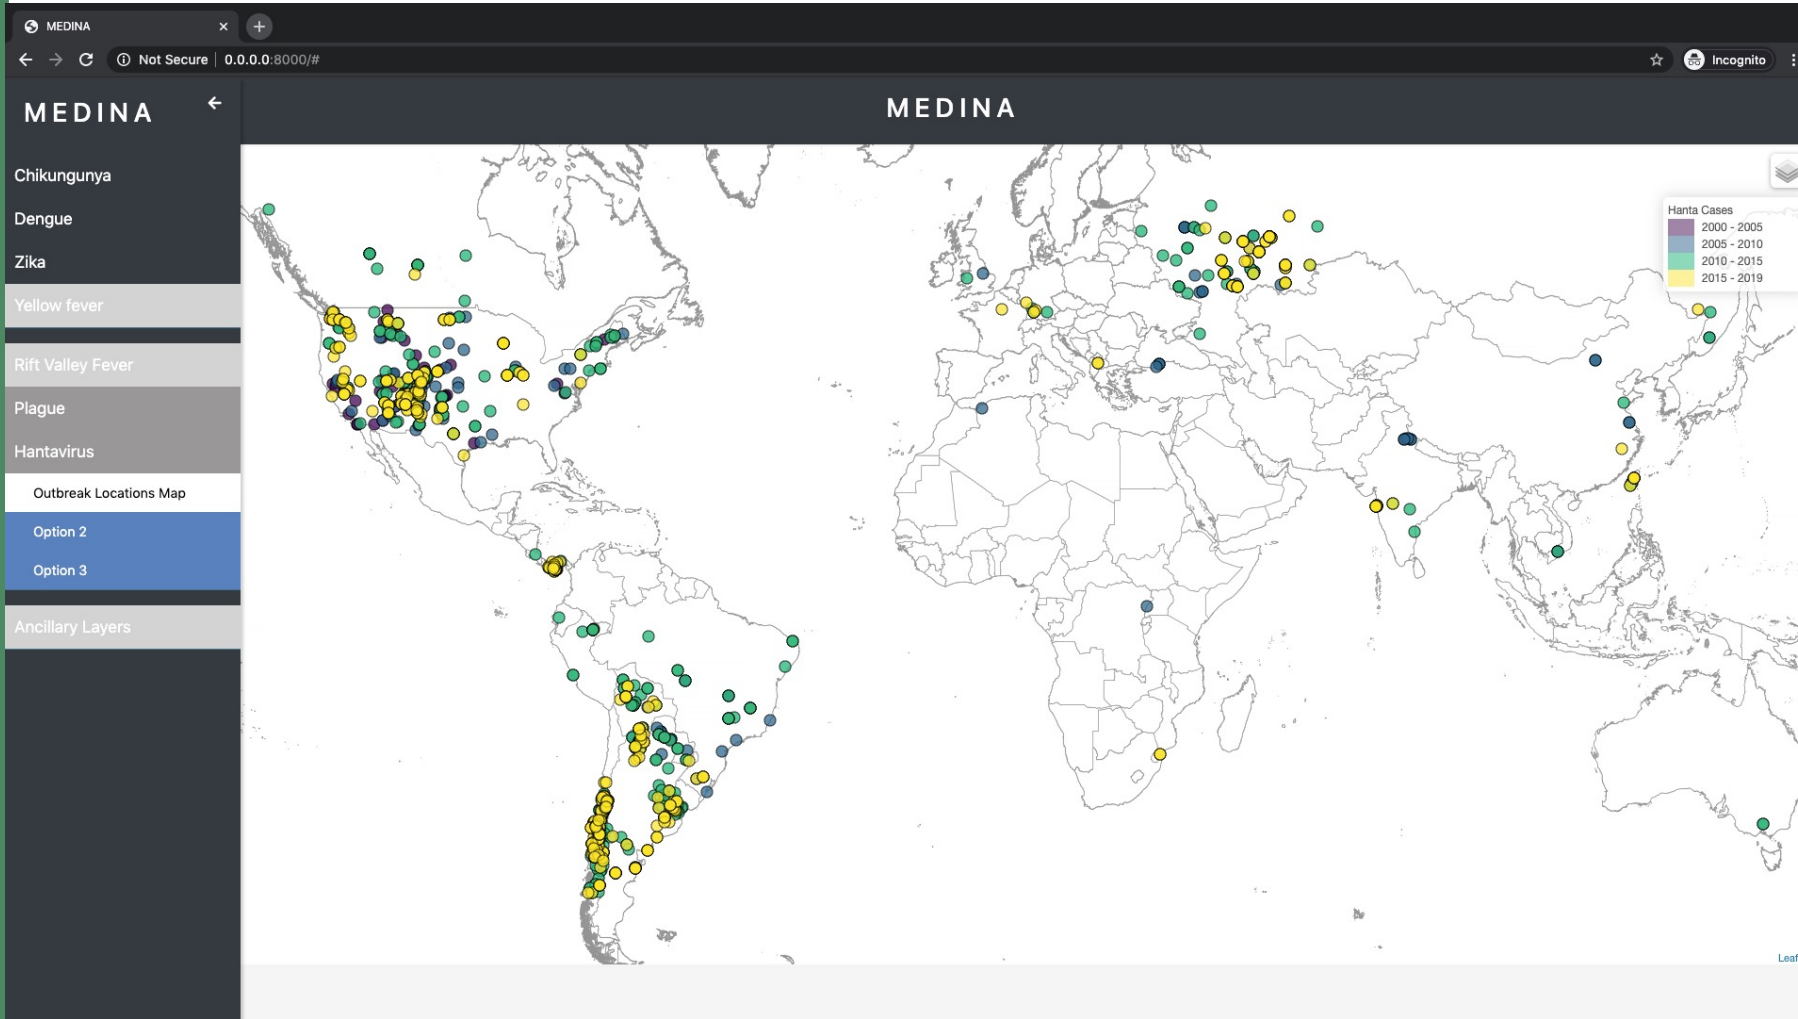 MEDINA
Not Secure
0.0.0.0:8000/#
Incognito
MEDINA
MEDINA
Chikungunya
Dengue
Zika
Yellow fever
Rift Valley Fever
Plague
Hantavirus
Outbreak Locations Map
Option 2
Option 3
Ancillary Layers
Hanta Cases
2000 - 2005
2005 - 2010
2010 - 2015
2015 - 2019
Leaf